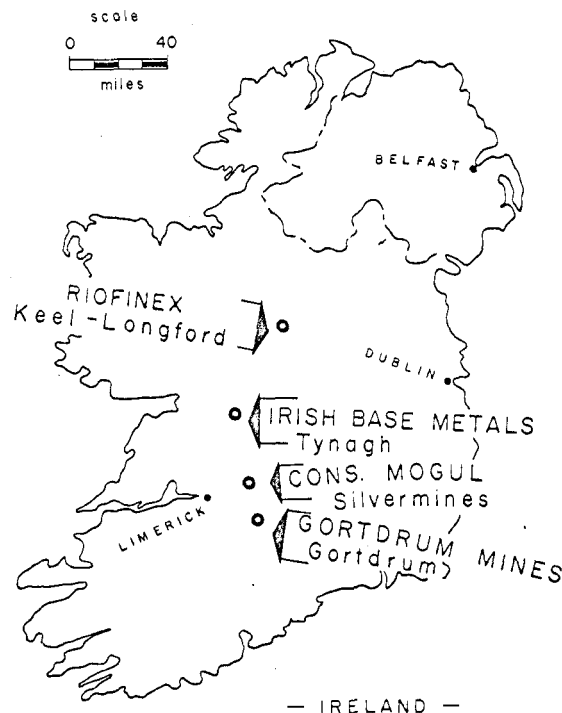 scale
0 40
miles
BELFAST
RIOFINEX
Keel-Longford
DUBLIN
IRISH BASE METALS
Tynagh
CONS. MOGUL
Silvermines
LIMERICK
GORTDRUM MINES
Gortdrum
— IRELAND —